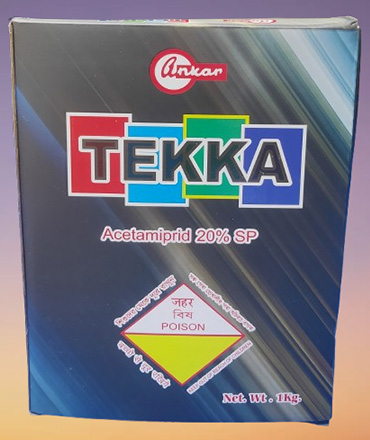 Ankar
TEKKA
Acetamiprid 20% SP
जहर
বিষ
POISON
Net. Wt. 1Kg.